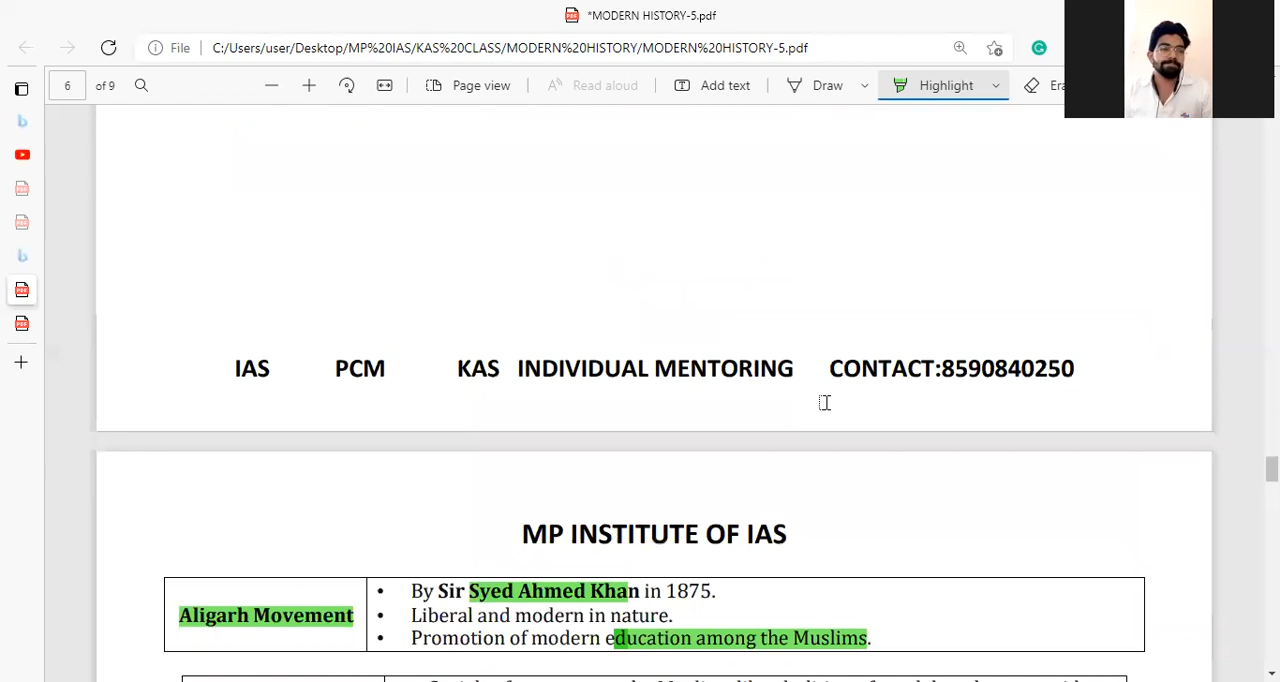 *MODERN HISTORY-5.pdf
File C:/Users/user/Desktop/MP%20IAS/KAS%20CLASS/MODERN%20HISTORY/MODERN%20HISTORY-5.pdf
6 of 9 Page view Read aloud Add text Draw Highlight Era
IAS PCM KAS INDIVIDUAL MENTORING CONTACT:8590840250
MP INSTITUTE OF IAS
Aligarh Movement
• By Sir Syed Ahmed Khan in 1875.
• Liberal and modern in nature.
• Promotion of modern education among the Muslims.